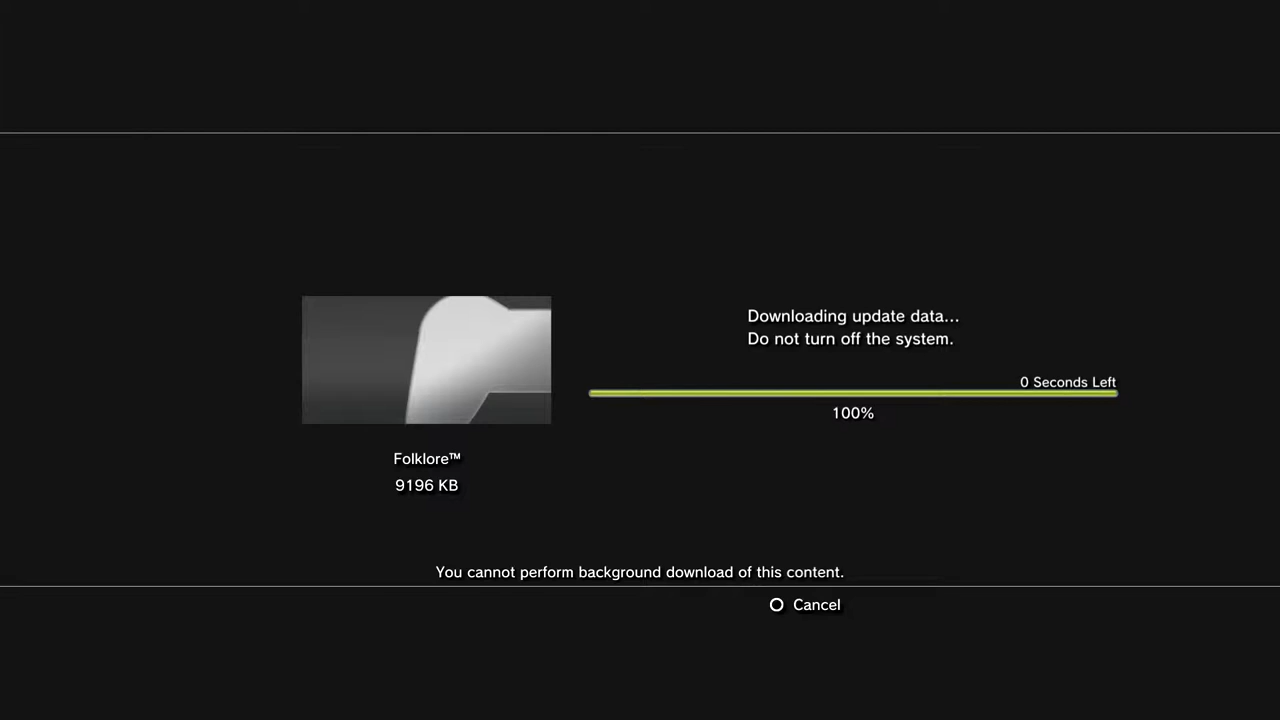 Downloading update data...
Do not turn off the system.
0 Seconds Left
100%
Folklore™
9196 KB
You cannot perform background download of this content.
Cancel